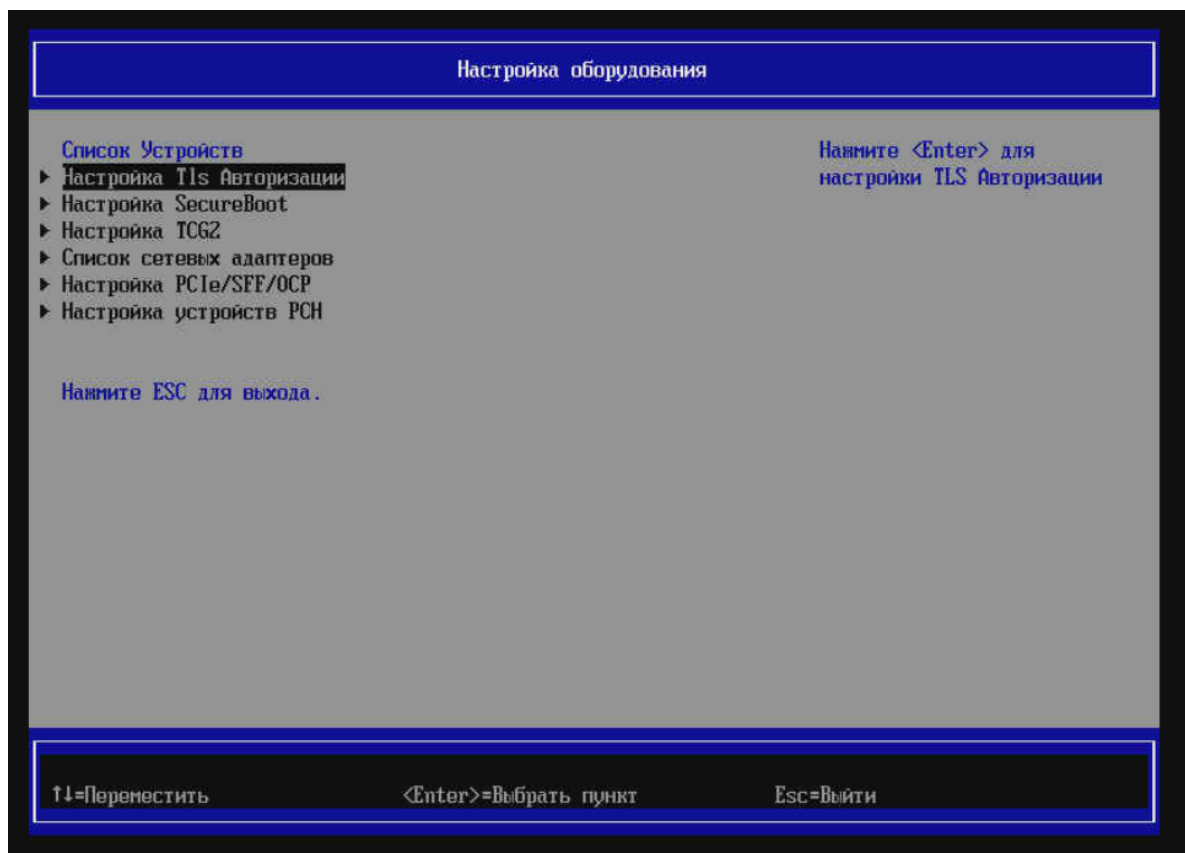 Настройка оборудования
Список Устройств
Нажмите <Enter> для
настройки TLS Авторизации
▶ Настройка Tls Авторизации
▶ Настройка SecureBoot
▶ Настройка TCG2
▶ Список сетевых адаптеров
▶ Настройка PCIe/SFF/OCP
▶ Настройка устройств PCH
Нажмите ESC для выхода.
↑↓=Переместить <Enter>=Выбрать пункт Esc=Выйти